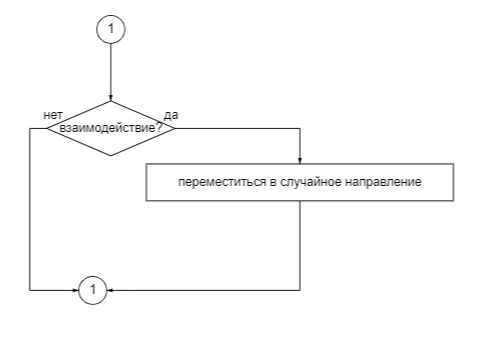 1
нет
да
взаимодействие?
переместиться в случайное направление
1